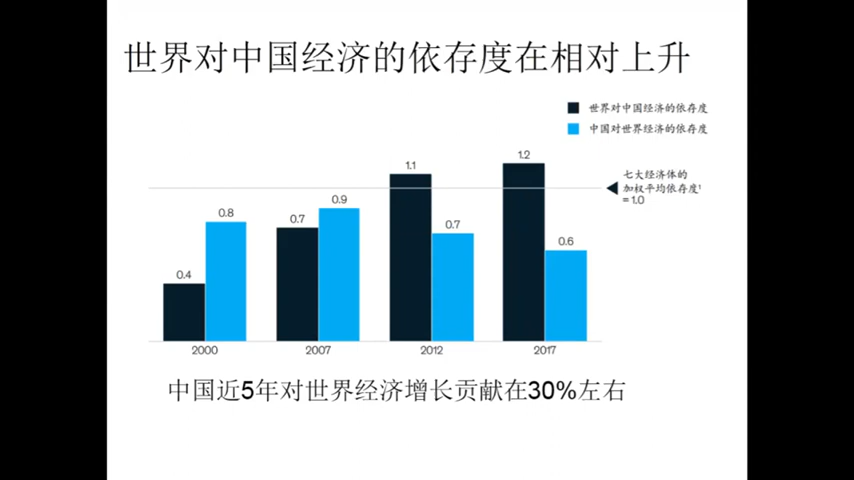 世界对中国经济的依存度在相对上升
世界对中国经济的依存度
中国对世界经济的依存度
七大经济体的
加权平均依存度¹
= 1.0
0.4
0.8
0.7
0.9
1.1
0.7
1.2
0.6
2000
2007
2012
2017
中国近5年对世界经济增长贡献在30%左右